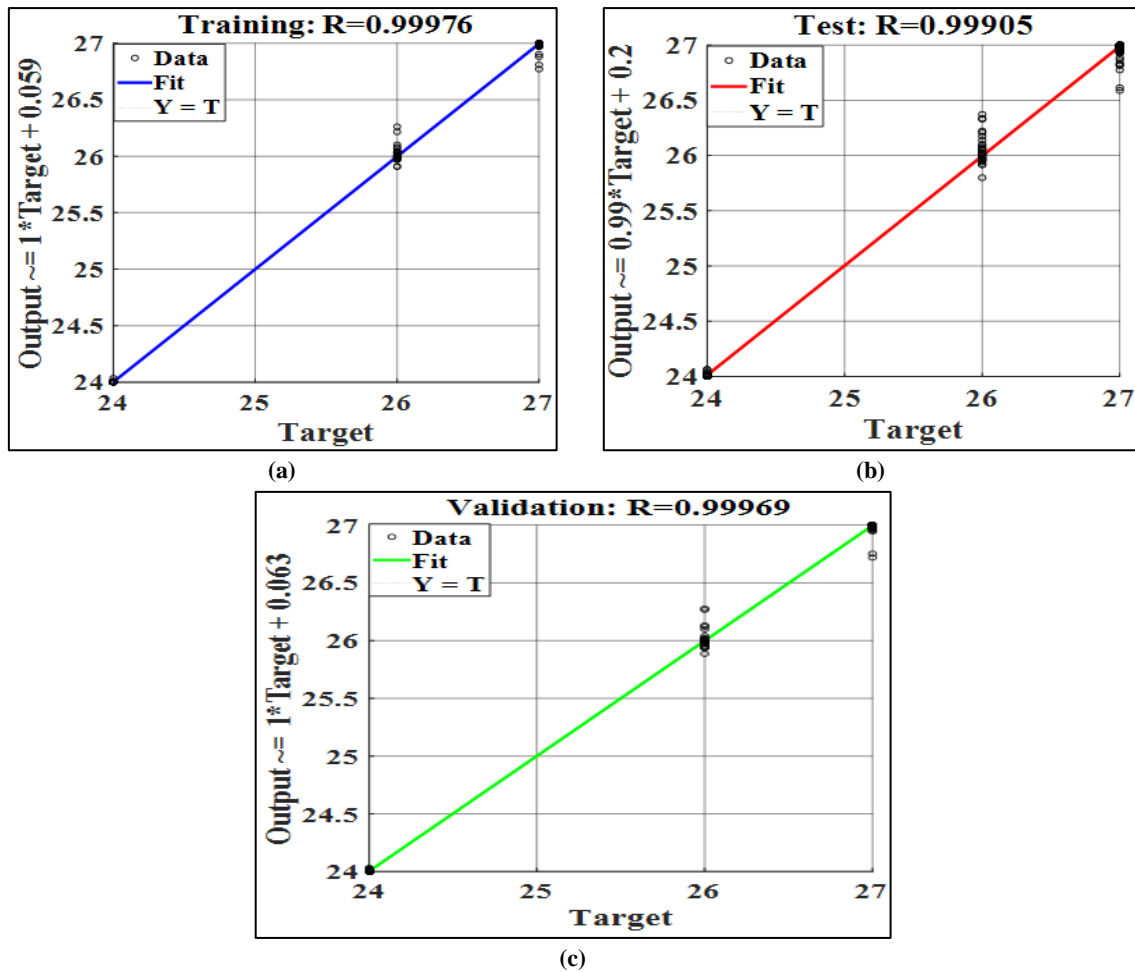 Training: R=0.99976
Output ~= 1*Target + 0.059
27
26.5
26
25.5
25
24.5
24
Data
Fit
Y = T
24
25
26
27
Target
(a)
Test: R=0.99905
Output ~= 0.99*Target + 0.2
27
26.5
26
25.5
25
24.5
24
Data
Fit
Y = T
24
25
26
27
Target
(b)
Validation: R=0.99969
Output ~= 1*Target + 0.063
27
26.5
26
25.5
25
24.5
24
Data
Fit
Y = T
24
25
26
27
Target
(c)